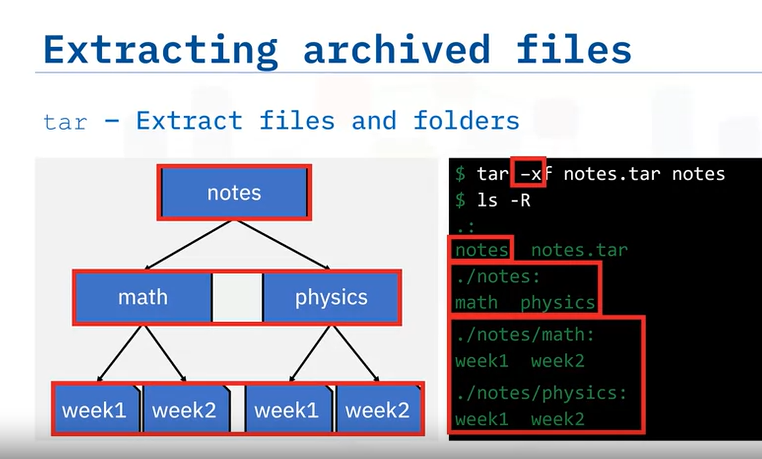 Extracting archived files
tar – Extract files and folders
notes
math physics
week1 week2 week1 week2
$ tar –xf notes.tar notes
$ ls -R
.:
notes notes.tar
./notes:
math physics
./notes/math:
week1 week2
./notes/physics:
week1 week2